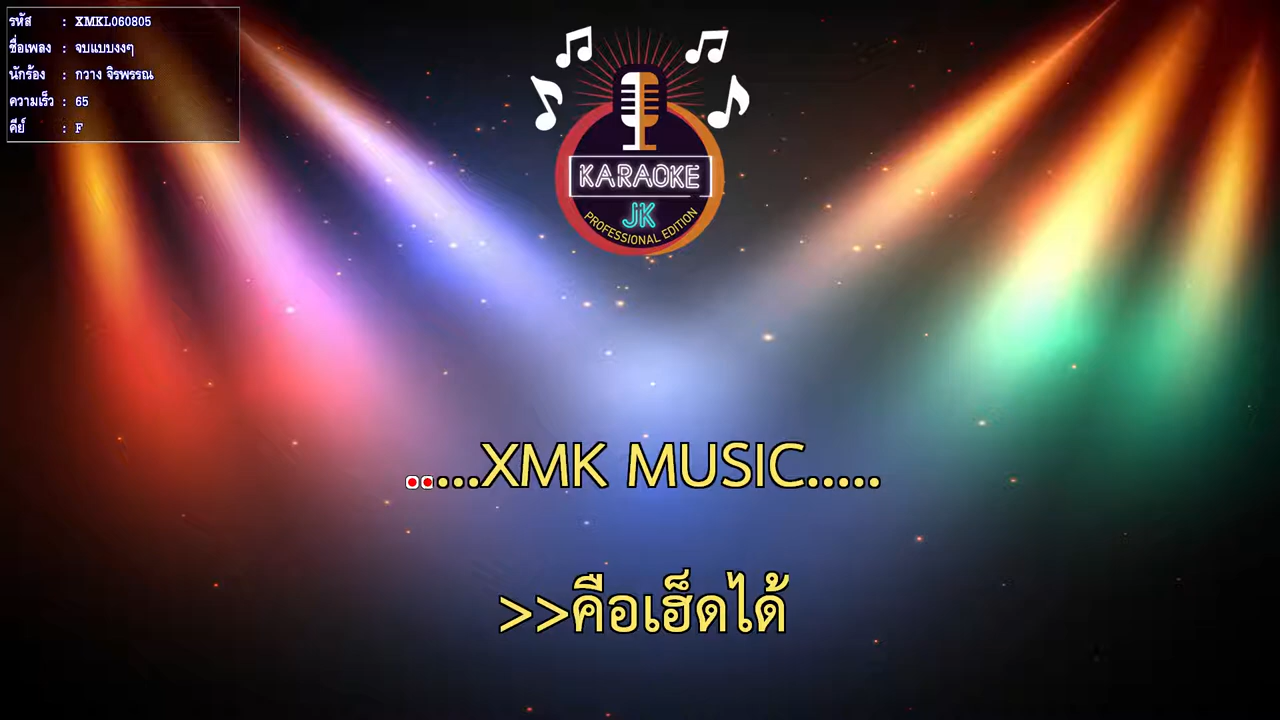 รหัส : XMKL060805
ชื่อเพลง : จบแบบงงๆ
นักร้อง : กวาง จิรพรรณ
ความเร็ว : 65
คีย์ : F
KARAOKE
JK
PROFESSIONAL EDITION
.....XMK MUSIC.....
>>คือเฮ็ดได้